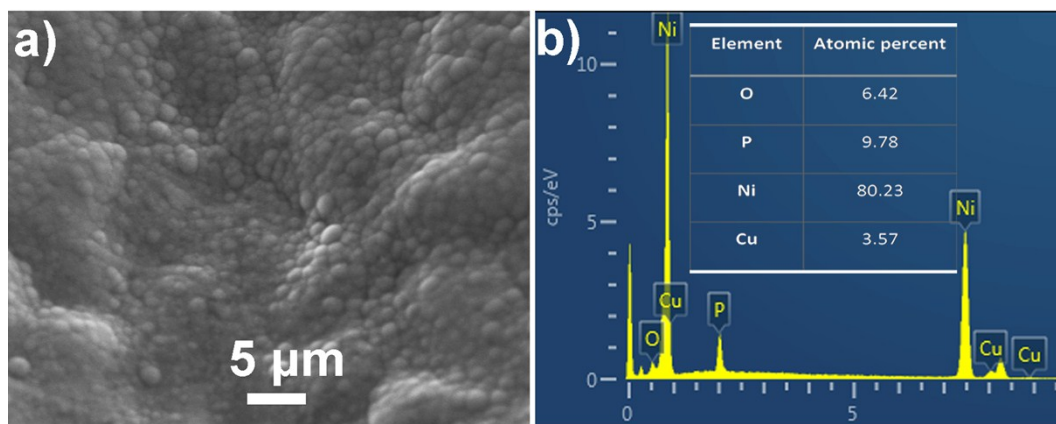 a)
5 µm
b)
Ni
10
Element Atomic percent
O 6.42
P 9.78
Ni 80.23
Cu 3.57
cps/eV
5
Ni
Cu
P
O
Cu
Cu
0
0
5